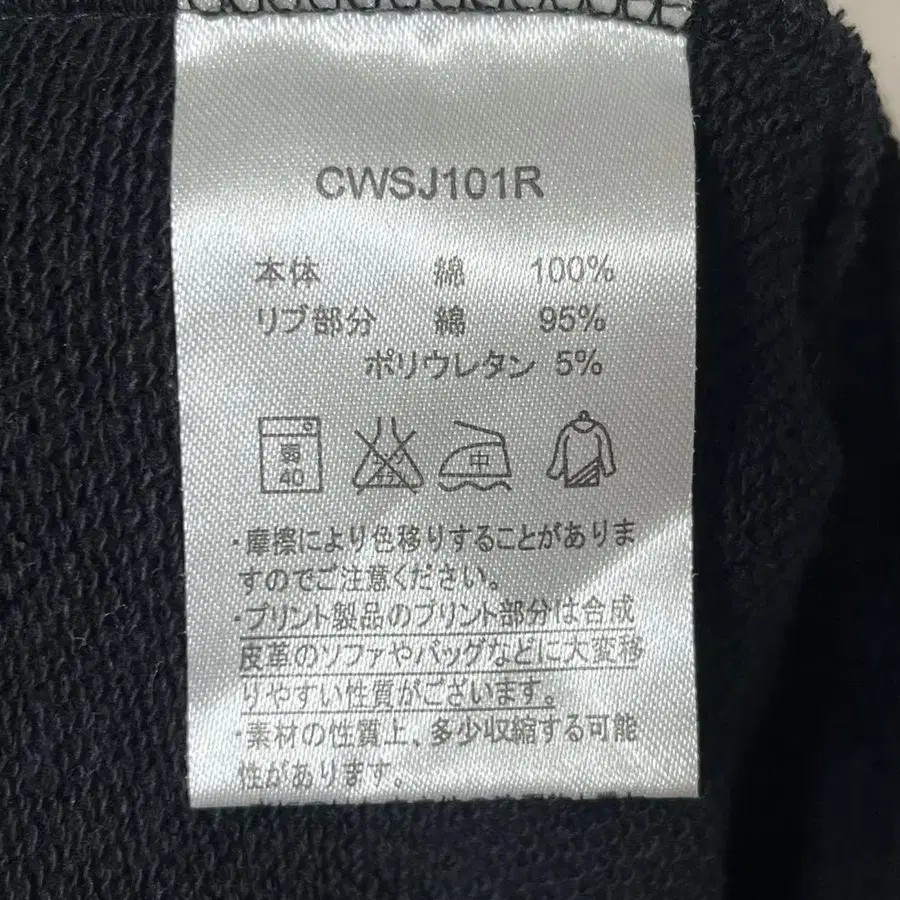 CWSJ101R
本体 綿 100%
リブ部分 綿 95%
ポリウレタン 5%
弱
40
中
・摩擦により色移りすることがありま
すのでご注意ください。
・プリント製品のプリント部分は合成
皮革のソファやバッグなどに大変移
りやすい性質がございます。
・素材の性質上、多少収縮する可能
性があります。